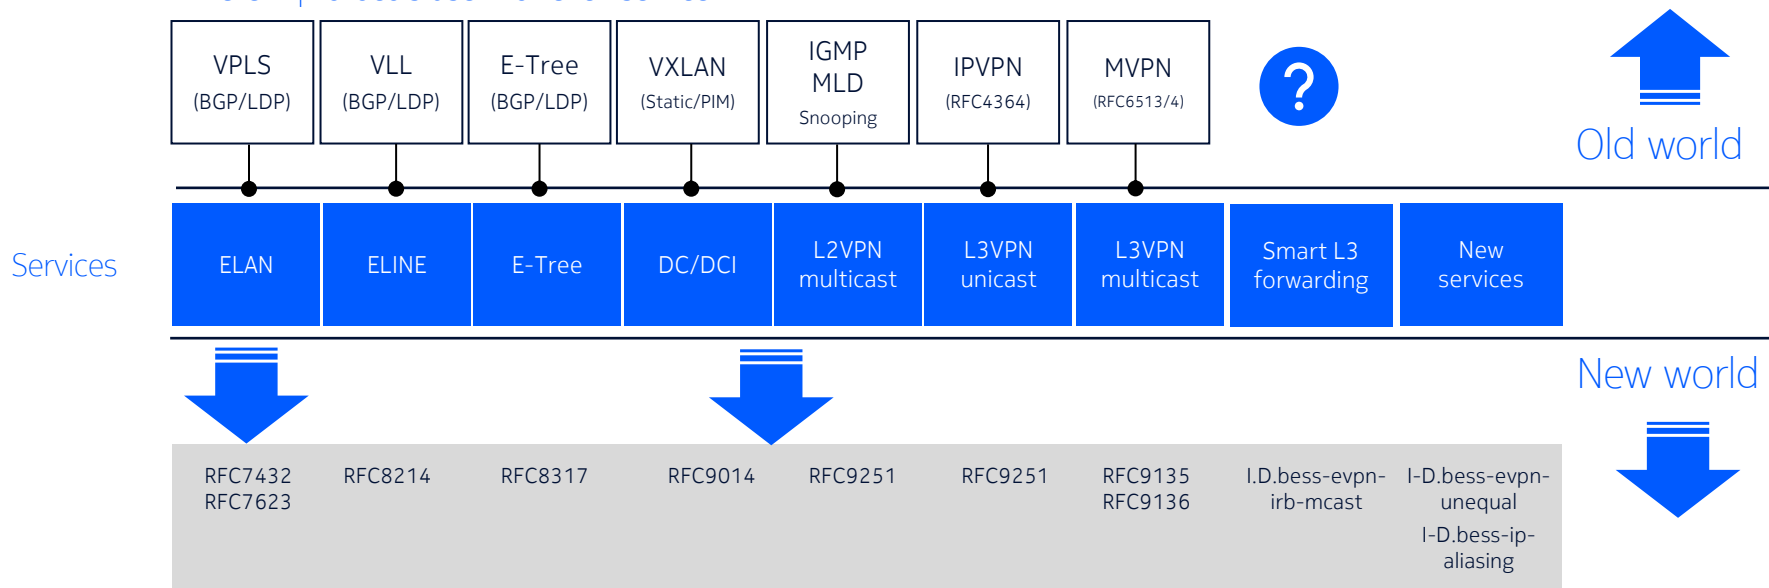 VPLS
(BGP/LDP)
VLL
(BGP/LDP)
E-Tree
(BGP/LDP)
VXLAN
(Static/PIM)
IGMP
MLD
Snooping
IPVPN
(RFC4364)
MVPN
(RFC6513/4)
?
Old world
Services
ELAN
ELINE
E-Tree
DC/DCI
L2VPN
multicast
L3VPN
unicast
L3VPN
multicast
Smart L3
forwarding
New
services
New world
RFC7432
RFC7623
RFC8214
RFC8317
RFC9014
RFC9251
RFC9251
RFC9135
RFC9136
I.D.bess-evpn-
irb-mcast
I-D.bess-evpn-
unequal
I-D.bess-ip-
aliasing